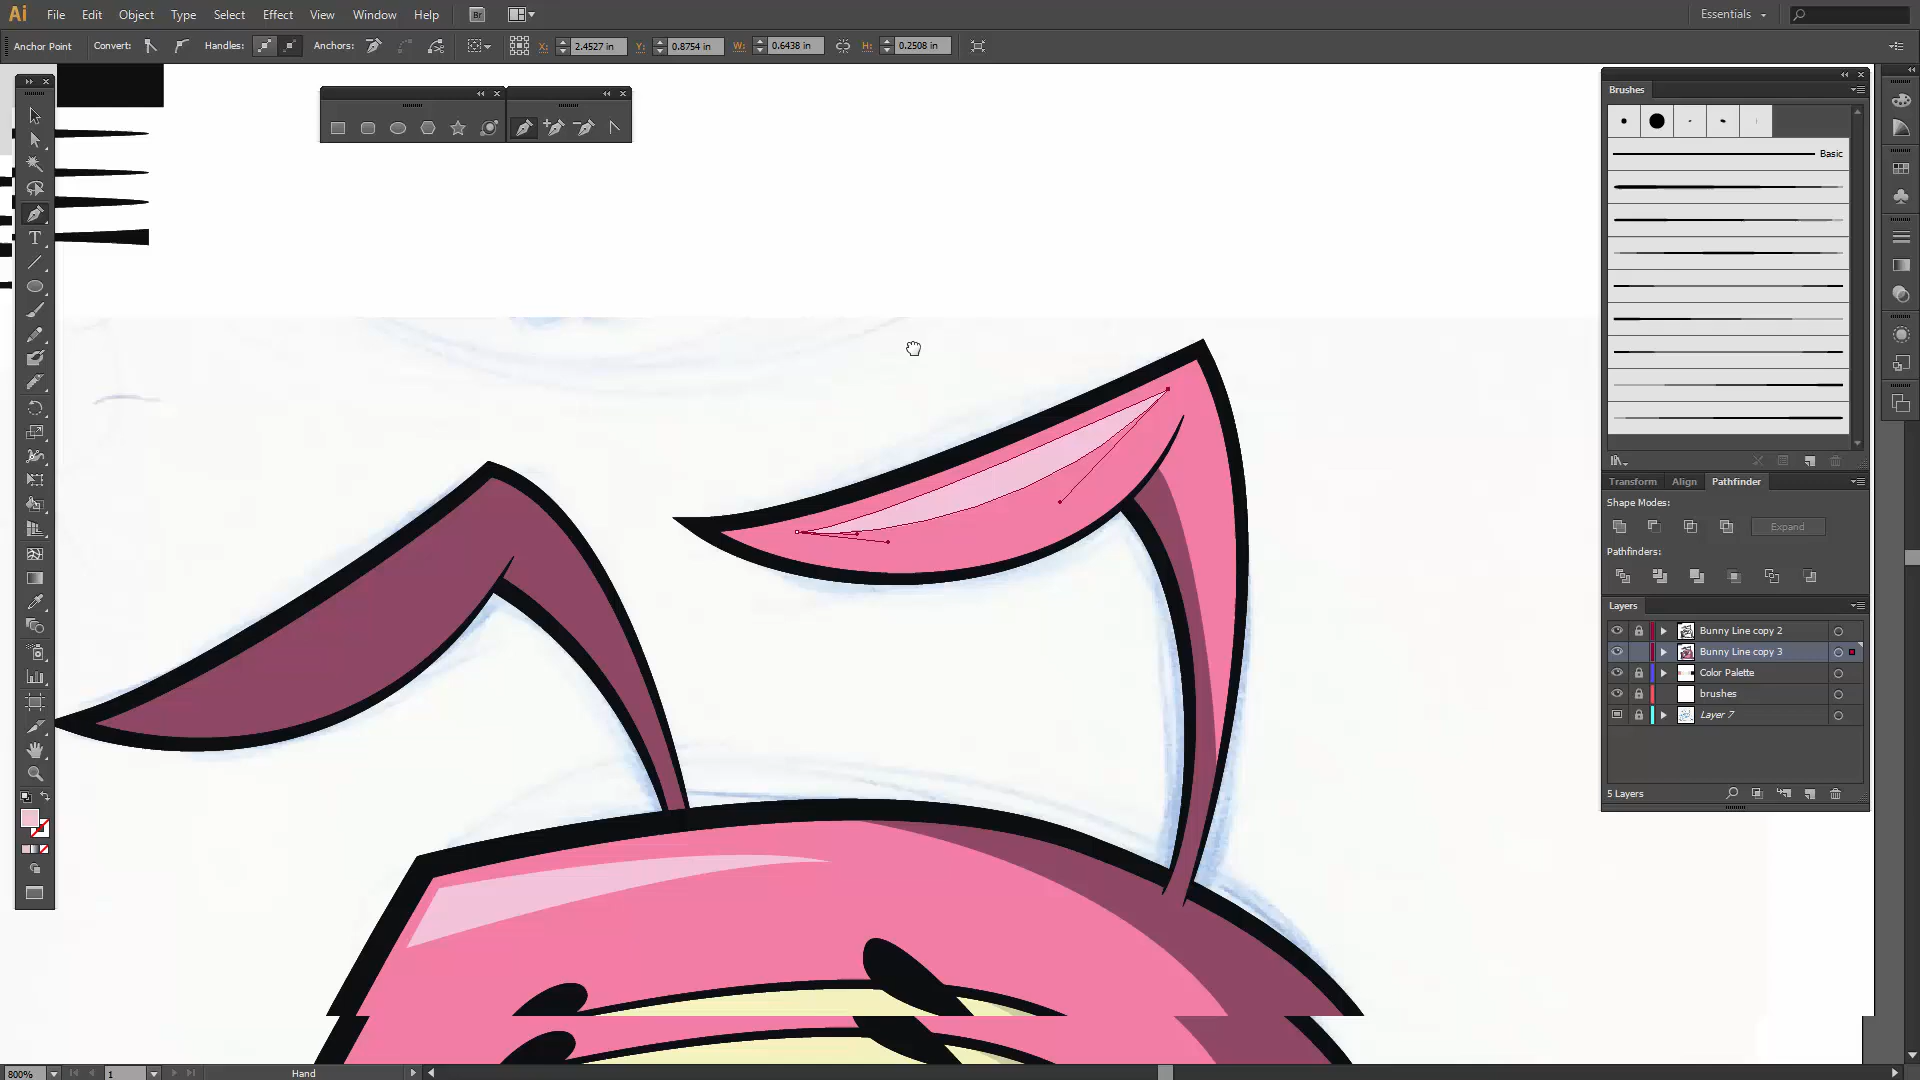 Ai File Edit Object Type Select Effect View Window Help Br Essentials
Anchor Point Convert: Handles: Anchors: X: 2.4527 in Y: 0.8754 in W: 0.6438 in H: 0.2508 in
Brushes
Basic
T
Transform Align Pathfinder
Shape Modes:
Expand
Pathfinders:
Layers
Bunny Line copy 2
Bunny Line copy 3
Color Palette
brushes
Layer 7
5 Layers
800% 1 Hand